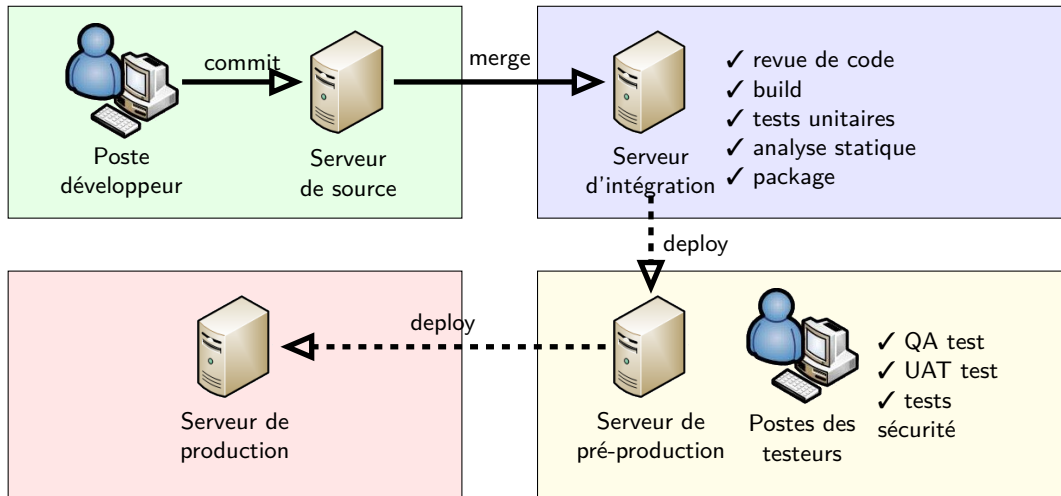 commit
Poste
développeur
Serveur
de source
merge
Serveur
d'intégration
✓ revue de code
✓ build
✓ tests unitaires
✓ analyse statique
✓ package
deploy
deploy
Serveur de
production
Serveur de
pré-production
Postes des
testeurs
✓ QA test
✓ UAT test
✓ tests
sécurité